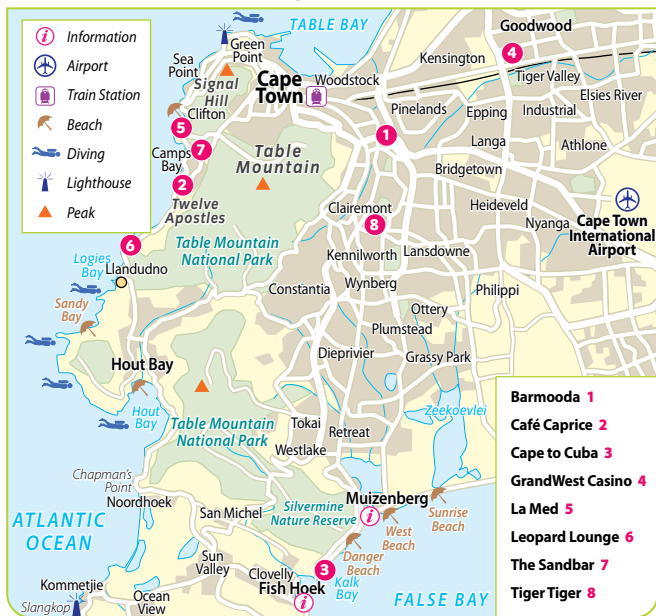 Information
Airport
Train Station
Beach
Diving
Lighthouse
Peak
TABLE BAY
Goodwood
4
Green
Point
Sea
Point
Kensington
Signal
Hill
Cape
Town
Woodstock
Tiger Valley
Elsies River
Clifton
Pinelands
Epping
Industrial
5
1
7
Camps
Bay
Langa
Athlone
Table
Mountain
Bridgetown
2
Twelve
Apostles
Clairemont
8
Heideveld
Nyanga
Cape Town
International
Airport
6
Logies
Bay
Llandudno
Table Mountain
National Park
Kennilworth
Lansdowne
Constantia
Wynberg
Philippi
Sandy
Bay
Ottery
Plumstead
Hout Bay
Dieprivier
Grassy Park
Hout
Bay
Zeekoevlei
Table Mountain
National Park
Tokai
Retreat
Westlake
Chapman's
Point
Noordhoek
San Michel
Silvermine
Nature Reserve
Muizenberg
i
Sunrise
Beach
West
Beach
Danger
Beach
ATLANTIC
OCEAN
Sun
Valley
Clovelly
3
Kalk
Bay
Fish Hoek
i
FALSE BAY
Kommetjie
Ocean
View
Slangkop
Barmooda 1
Café Caprice 2
Cape to Cuba 3
GrandWest Casino 4
La Med 5
Leopard Lounge 6
The Sandbar 7
Tiger Tiger 8